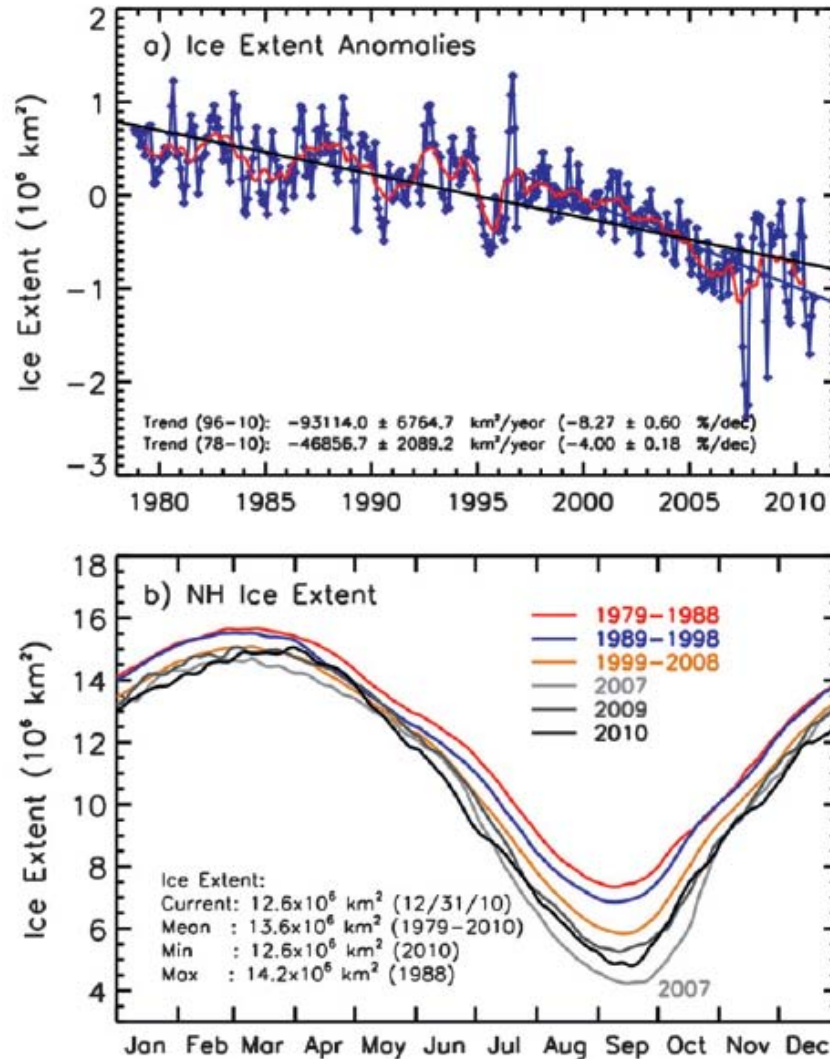 a) Ice Extent Anomalies
Ice Extent (10⁶ km²)
2
1
0
−1
−2
−3
Trend (96−10): −93114.0 ± 6764.7 km²/year (−8.27 ± 0.60 %/dec)
Trend (78−10): −46856.7 ± 2089.2 km²/year (−4.00 ± 0.18 %/dec)
1980 1985 1990 1995 2000 2005 2010
b) NH Ice Extent
Ice Extent (10⁶ km²)
18
16
14
12
10
8
6
4
1979−1988
1989−1998
1999−2008
2007
2009
2010
Ice Extent:
Current: 12.6x10⁶ km² (12/31/10)
Mean : 13.6x10⁶ km² (1979−2010)
Min : 12.6x10⁶ km² (2010)
Max : 14.2x10⁶ km² (1988)
2007
Jan Feb Mar Apr May Jun Jul Aug Sep Oct Nov Dec